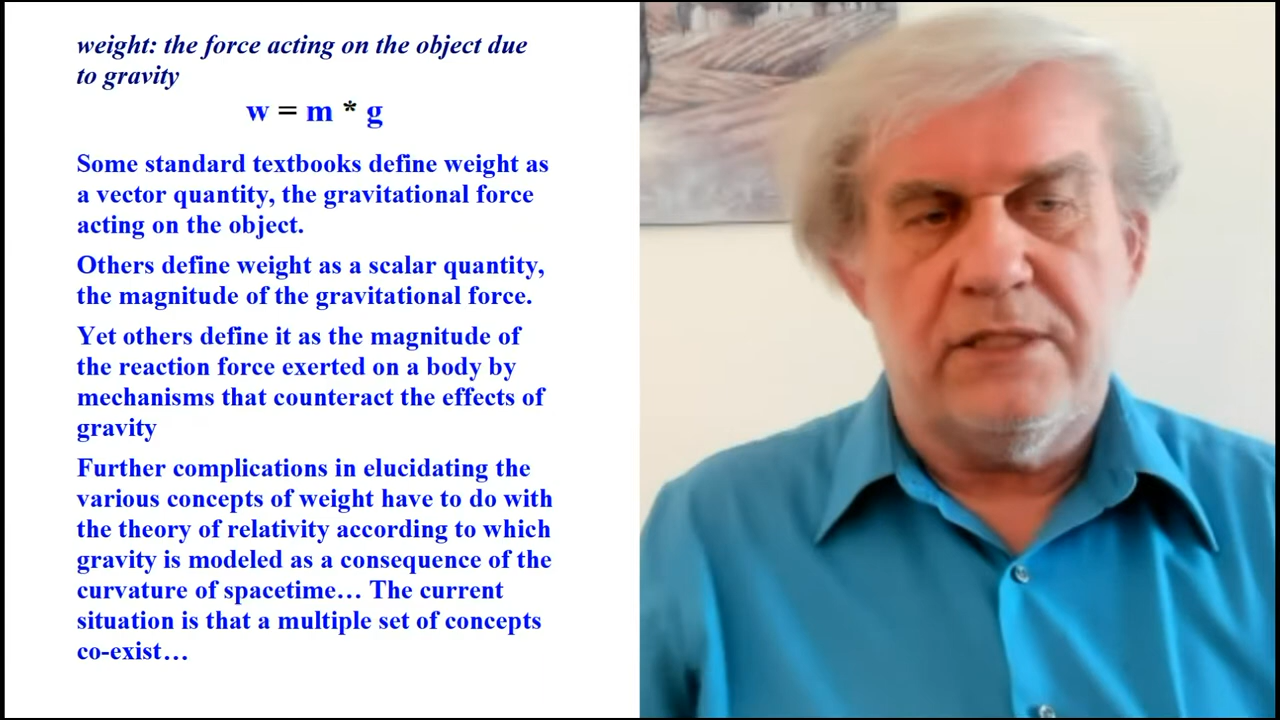 weight: the force acting on the object due
to gravity
w = m * g
Some standard textbooks define weight as
a vector quantity, the gravitational force
acting on the object.
Others define weight as a scalar quantity,
the magnitude of the gravitational force.
Yet others define it as the magnitude of
the reaction force exerted on a body by
mechanisms that counteract the effects of
gravity
Further complications in elucidating the
various concepts of weight have to do with
the theory of relativity according to which
gravity is modeled as a consequence of the
curvature of spacetime… The current
situation is that a multiple set of concepts
co-exist…